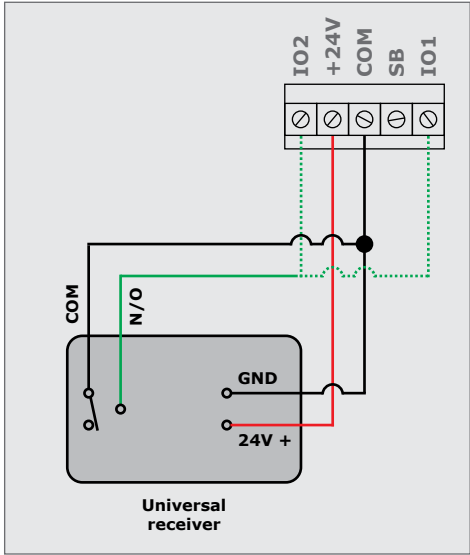 IO2
+24V
COM
SB
IO1
COM
N/O
GND
24V +
Universal
receiver